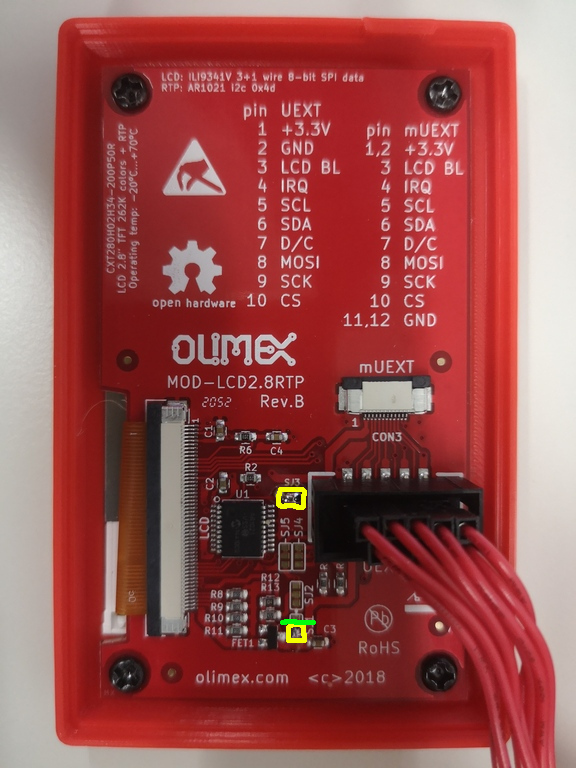 LCD: ILI9341V 3+1 wire 8-bit SPI data
RTP: AR1021 i2c 0x4d
CXT280H02H34-200P50R
LCD 2.8" TFT 262K colors + RTP
Operating temp: -20°C...+70°C
pin UEXT
1 +3.3V
2 GND
3 LCD BL
4 IRQ
5 SCL
6 SDA
7 D/C
8 MOSI
9 SCK
10 CS
pin mUEXT
1,2 +3.3V
3 LCD BL
4 IRQ
5 SCL
6 SDA
7 D/C
8 MOSI
9 SCK
10 CS
11,12 GND
open hardware
OLIMEX
MOD-LCD2.8RTP
2052 Rev.B
mUEXT
1
CON3
C1
R6
C4
R2
C2
U1
SJ3
LCD
SJ5
SJ4
R12
R13
R8
R9
R10
R11
SJ2
FET1
C3
Pb
RoHS
olimex.com <c>2018